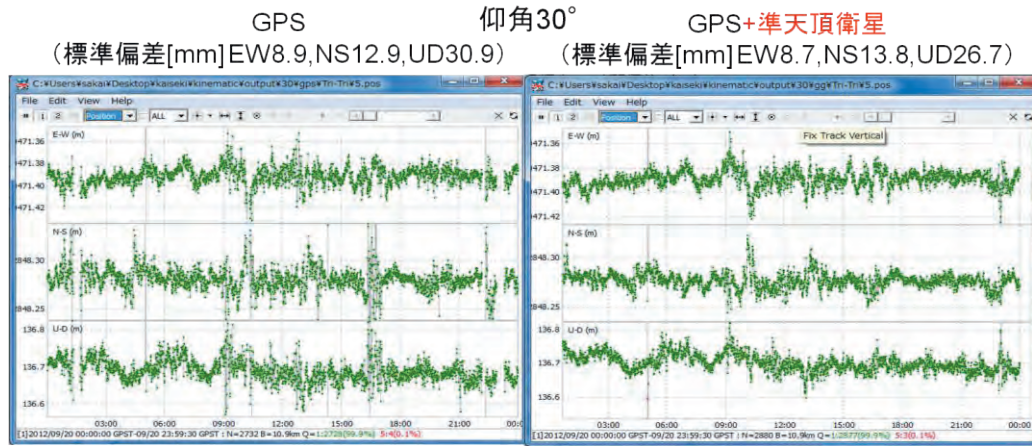 仰角30°
GPS
（標準偏差[mm]EW8.9,NS12.9,UD30.9）
C:¥Users¥sakai¥Desktop¥kaiseki¥kinematic¥output¥30¥gps¥Tri-Tri¥5.pos
File Edit View Help
1 2 Position ALL
E-W (m)
471.36
471.38
471.40
471.42
N-S (m)
848.30
848.25
U-D (m)
136.8
136.7
136.6
03:00 06:00 09:00 12:00 15:00 18:00 21:00 00:0
[1]2012/09/20 00:00:00 GPST-09/20 23:59:30 GPST : N=2732 B=10.9km Q=1:2728(99.9%) 5:4(0.1%)
GPS+準天頂衛星
（標準偏差[mm]EW8.7,NS13.8,UD26.7）
C:¥Users¥sakai¥Desktop¥kaiseki¥kinematic¥output¥30¥gg¥Tri-Tri¥5.pos
File Edit View Help
1 2 Position ALL
Fix Track Vertical
E-W (m)
471.36
471.38
471.40
471.42
N-S (m)
848.30
848.25
U-D (m)
136.8
136.7
136.6
03:00 06:00 09:00 12:00 15:00 18:00 21:00 00:0
[1]2012/09/20 00:00:00 GPST-09/20 23:59:30 GPST : N=2880 B=10.9km Q=1:2877(99.9%) 5:3(0.1%)